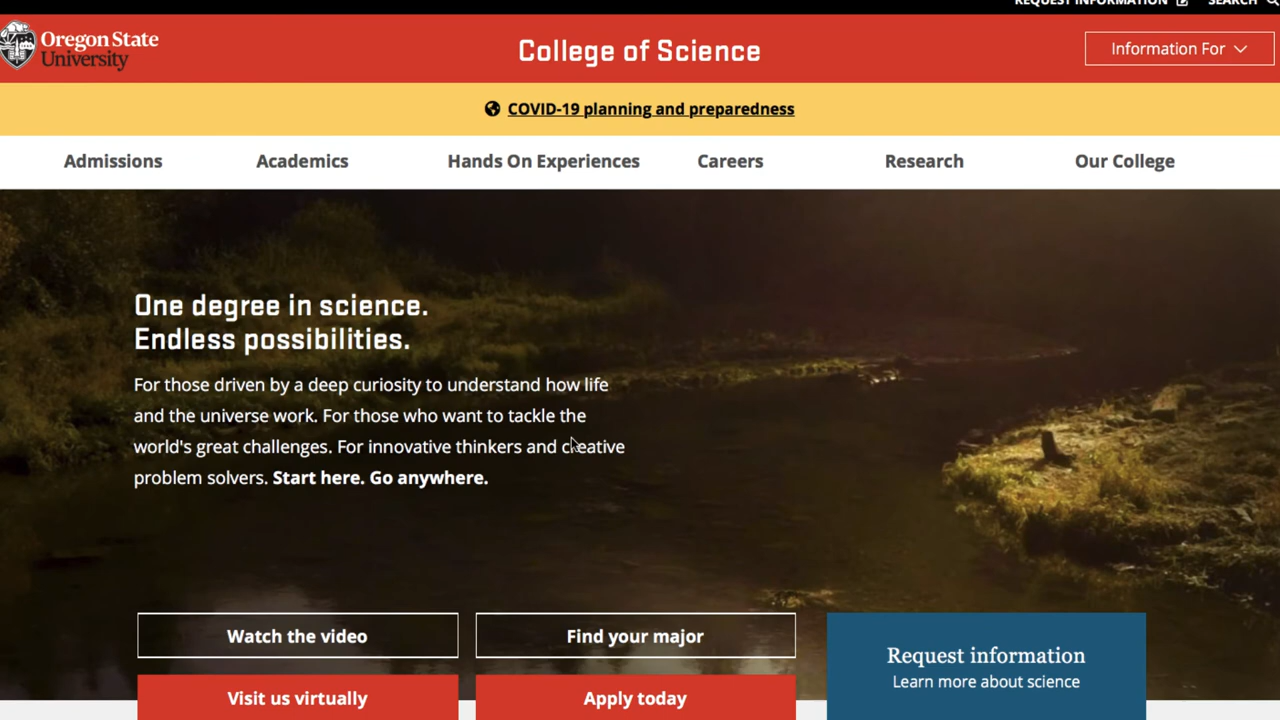 REQUEST INFORMATION
SEARCH
Oregon State
University
College of Science
Information For
COVID-19 planning and preparedness
Admissions
Academics
Hands On Experiences
Careers
Research
Our College
One degree in science.
Endless possibilities.
For those driven by a deep curiosity to understand how life
and the universe work. For those who want to tackle the
world's great challenges. For innovative thinkers and creative
problem solvers. Start here. Go anywhere.
Watch the video
Find your major
Request information
Learn more about science
Visit us virtually
Apply today